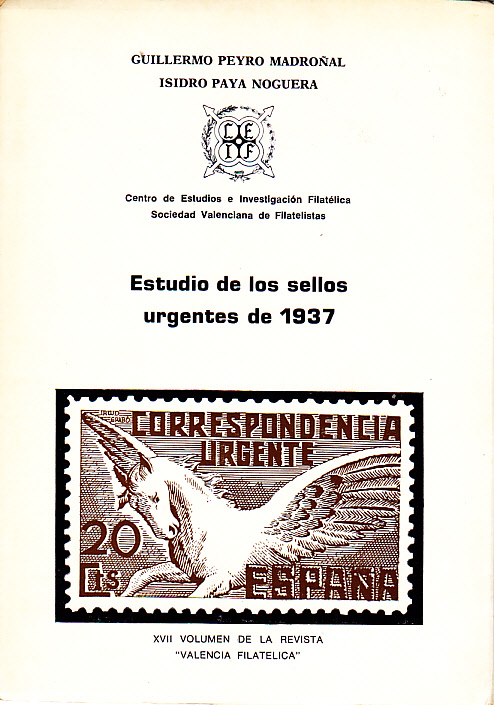 GUILLERMO PEYRO MADROÑAL
ISIDRO PAYA NOGUERA
C E
I F
Centro de Estudios e Investigación Filatélica
Sociedad Valenciana de Filatelistas
Estudio de los sellos
urgentes de 1937
CORRESPONDENCIA
URGENTE
20
Cts
ESPAÑA
XVII VOLUMEN DE LA REVISTA
"VALENCIA FILATELICA"